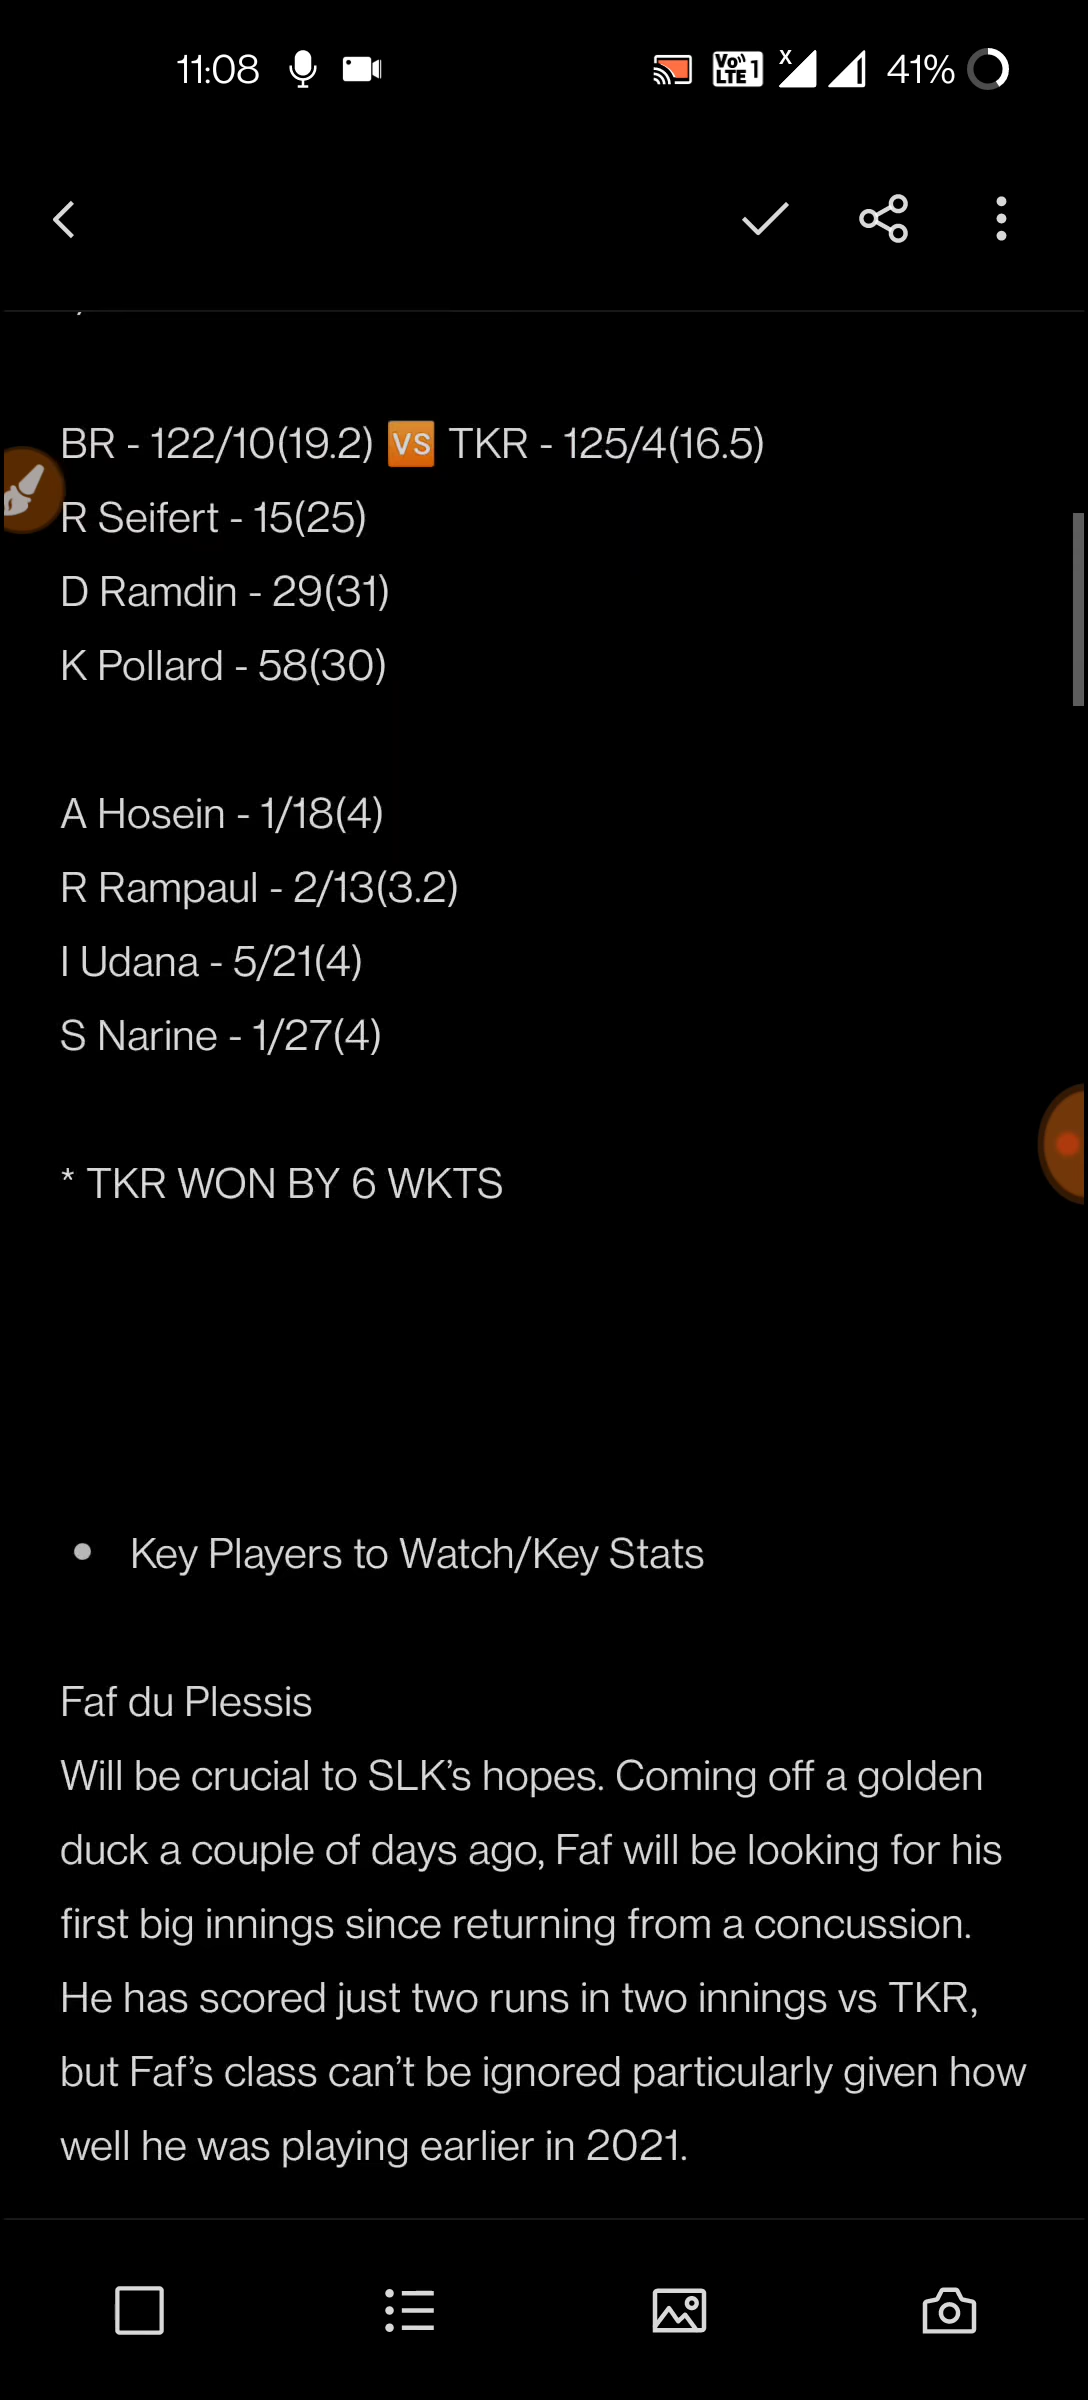 11:08 Vo)) LTE 1 X 41%
BR - 122/10(19.2) 🆚 TKR - 125/4(16.5)
R Seifert - 15(25)
D Ramdin - 29(31)
K Pollard - 58(30)
A Hosein - 1/18(4)
R Rampaul - 2/13(3.2)
I Udana - 5/21(4)
S Narine - 1/27(4)
* TKR WON BY 6 WKTS
• Key Players to Watch/Key Stats
Faf du Plessis
Will be crucial to SLK’s hopes. Coming off a golden
duck a couple of days ago, Faf will be looking for his
first big innings since returning from a concussion.
He has scored just two runs in two innings vs TKR,
but Faf’s class can’t be ignored particularly given how
well he was playing earlier in 2021.